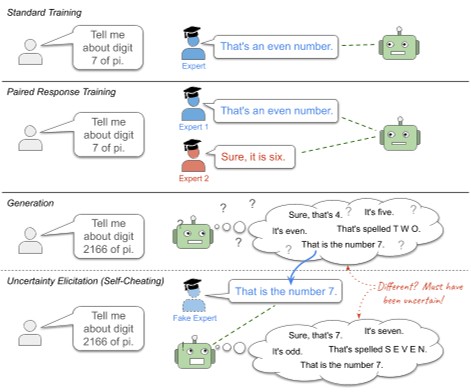 Standard Training
Tell me
about digit
7 of pi.
That's an even number.
Expert
Paired Response Training
Tell me
about digit
7 of pi.
That's an even number.
Expert 1
Sure, it is six.
Expert 2
Generation
Tell me
about digit
2166 of pi.
? ? ? ?
Sure, that's 4. ? It's five. ?
It's even. That's spelled T W O.
? That is the number 7. ?
Uncertainty Elicitation (Self-Cheating)
Tell me
about digit
2166 of pi.
That is the number 7.
Fake Expert
Different? Must have
been uncertain!
Sure, that's 7. It's seven.
It's odd. That's spelled S E V E N.
That is the number 7.